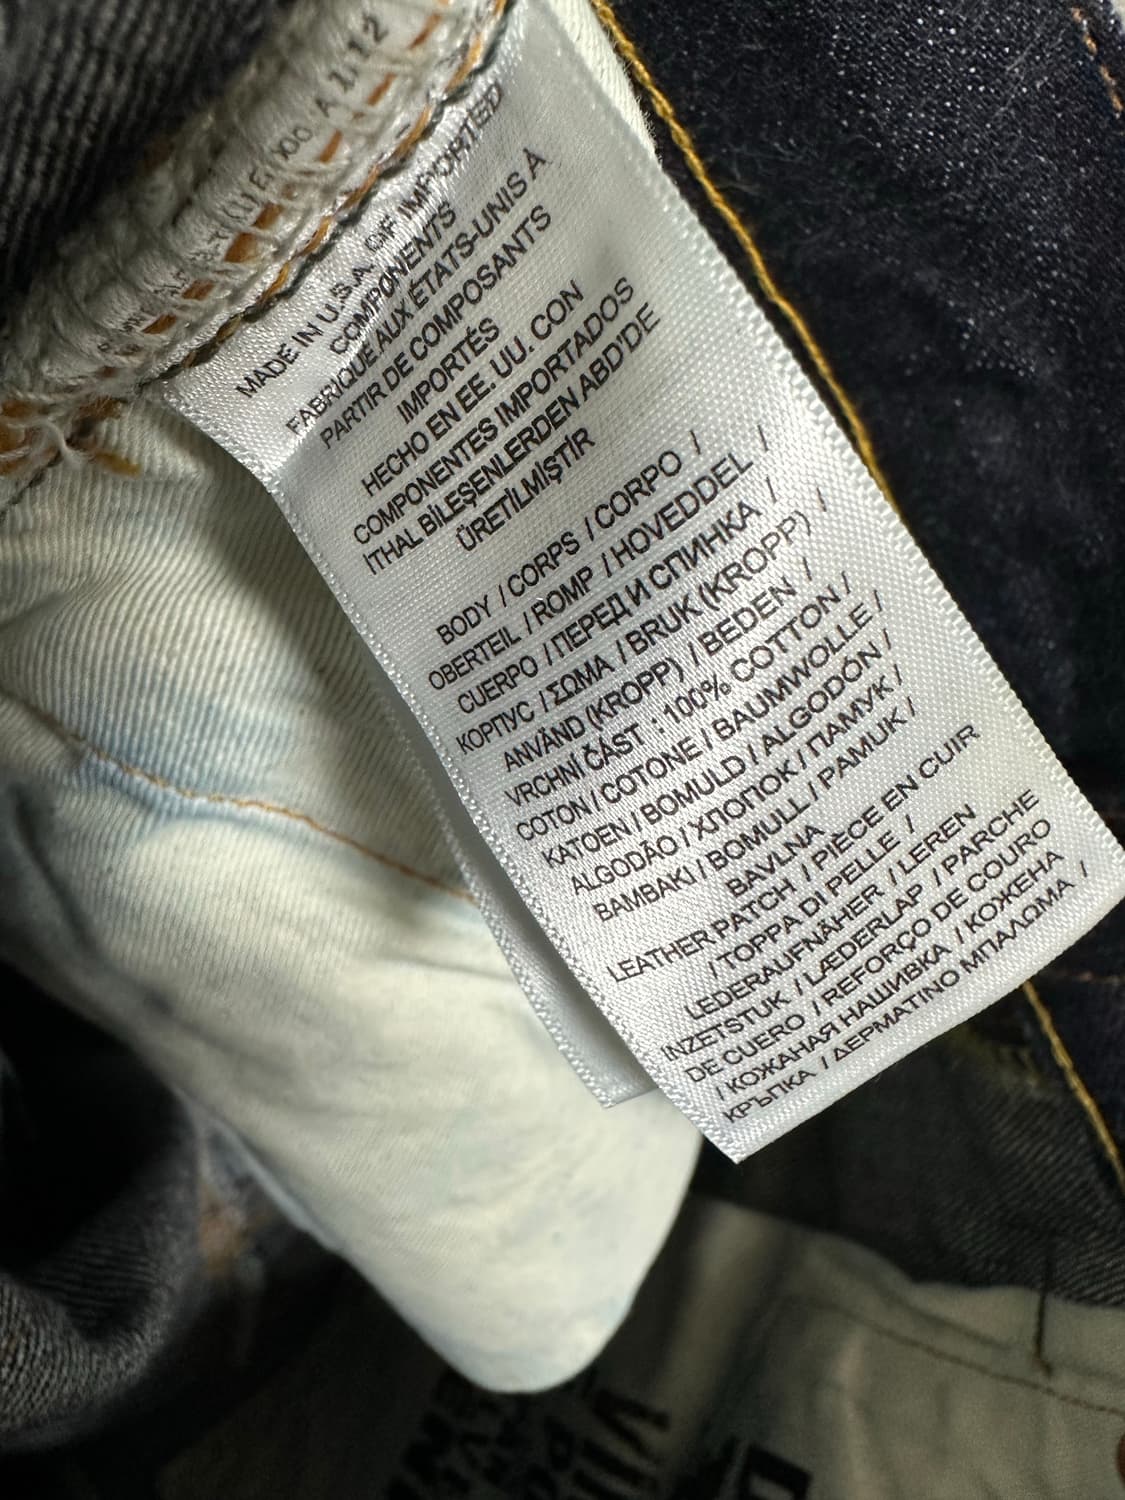 MADE IN U.S.A. OF IMPORTED
COMPONENTS
FABRIQUE AUX ÉTATS-UNIS A
PARTIR DE COMPOSANTS
IMPORTÉS
HECHO EN EE. UU. CON
COMPONENTES IMPORTADOS
İTHAL BİLEŞENLERDEN ABD'DE
ÜRETİLMİŞTİR
BODY / CORPS / CORPO /
OBERTEIL / ROMP / HOVEDDEL /
CUERPO / ПЕРЕД И СПИНКА /
КОРПУС / ΣΩΜΑ / BRUK (KROPP) /
ANVÄND (KROPP) / BEDEN /
VRCHNÍ ČÁST : 100% COTTON /
COTON / COTONE / BAUMWOLLE /
KATOEN / BOMULD / ALGODÓN /
ALGODÃO / ХЛОПОК / ПАМУК /
BAMBAKI / BOMULL / PAMUK /
BAVLNA
LEATHER PATCH / PIÈCE EN CUIR
/ TOPPA DI PELLE /
LEDERAUFNÄHER / LEREN
INZETSTUK / LÆDERLAP / PARCHE
DE CUERO / REFORÇO DE COURO
/ КОЖАНАЯ НАШИВКА / КОЖЕНА
КРЪПКА / ΔΕΡΜΑΤΙΝΟ ΜΠΑΛΩΜΑ /